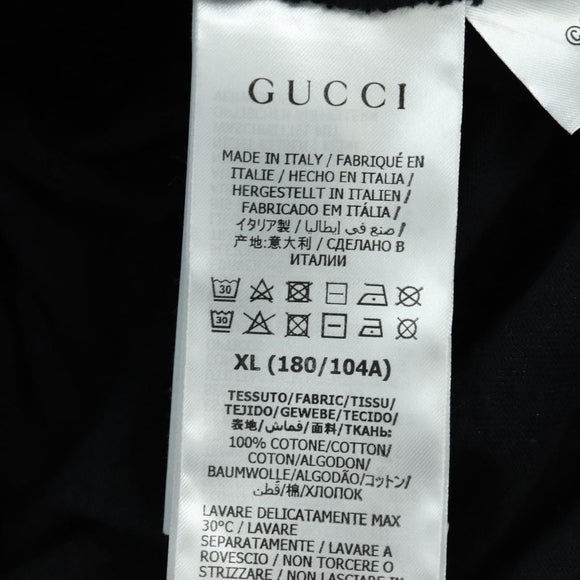 ©
GUCCI
MADE IN ITALY / FABRIQUÉ EN
ITALIE / HECHO EN ITALIA /
HERGESTELLT IN ITALIEN /
FABRICADO EM ITÁLIA /
イタリア製 / صنع في إيطاليا /
产地:意大利 / СДЕЛАНО В
ИТАЛИИ
30
30
XL (180/104A)
TESSUTO/FABRIC/TISSU/
TEJIDO/GEWEBE/TECIDO/
表地/قماش/面料/ТКАНЬ:
100% COTONE/COTTON/
COTON/ALGODON/
BAUMWOLLE/ALGODÃO/コットン/
قطن/棉/ХЛОПОК
LAVARE DELICATAMENTE MAX
30°C / LAVARE
SEPARATAMENTE / LAVARE A
ROVESCIO / NON TORCERE O
STRIZZARE / NON LASCIARE IN